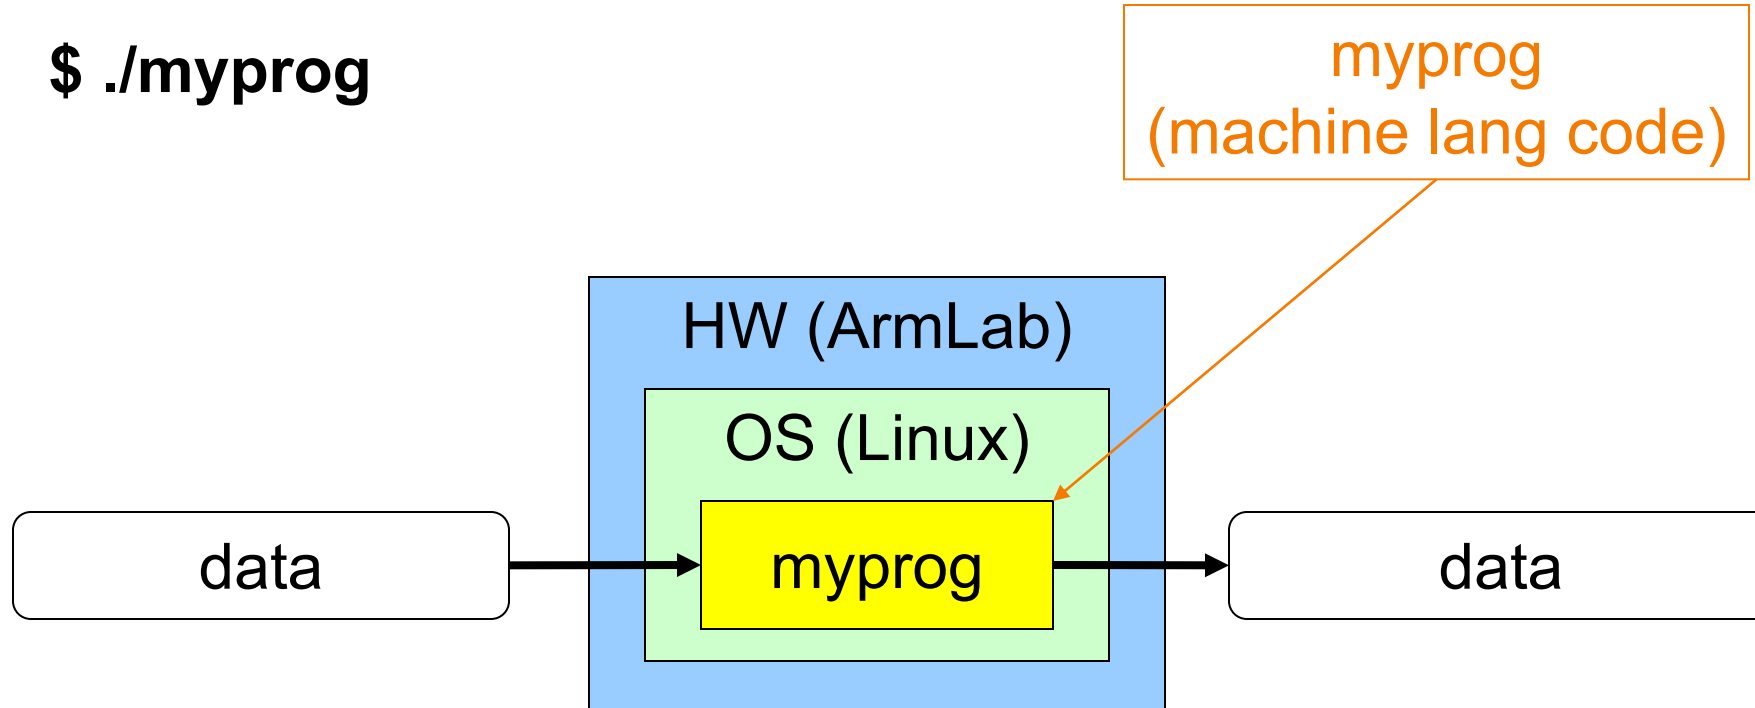 $ ./myprog
myprog
(machine lang code)
HW (ArmLab)
OS (Linux)
data
myprog
data